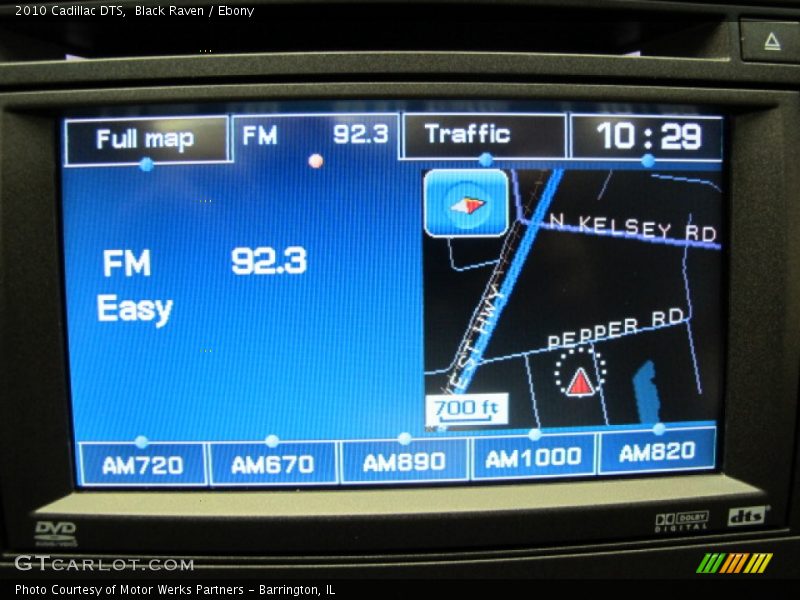 2010 Cadillac DTS,  Black Raven / Ebony
Full map
FM 92.3
Traffic
10:29
N KELSEY RD
FM 92.3
Easy
EST HWY
PEPPER RD
700 ft
AM720
AM670
AM890
AM1000
AM820
DVD
DOLBY
DIGITAL
dts
GTCARLOT.COM
Photo Courtesy of Motor Werks Partners – Barrington, IL